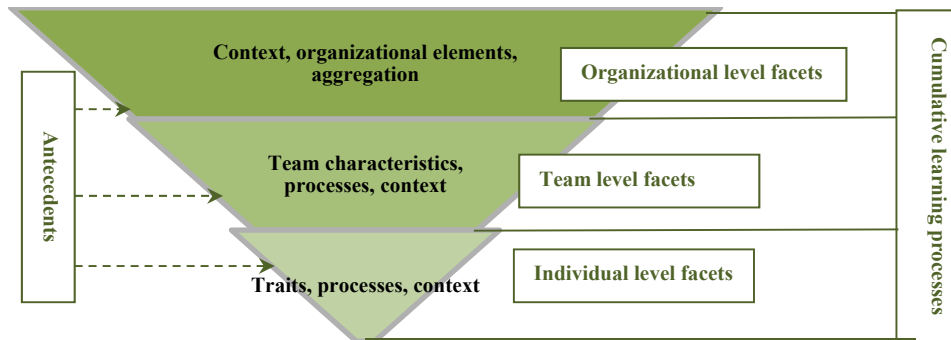 Context, organizational elements,
aggregation
Organizational level facets
Antecedents
Team characteristics,
processes, context
Team level facets
Traits, processes, context
Individual level facets
Cumulative learning processes